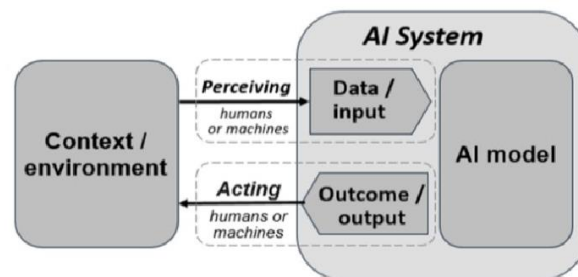 AI System
Context /
environment
Perceiving
humans
or machines
Data /
input
AI model
Acting
humans or
machines
Outcome /
output